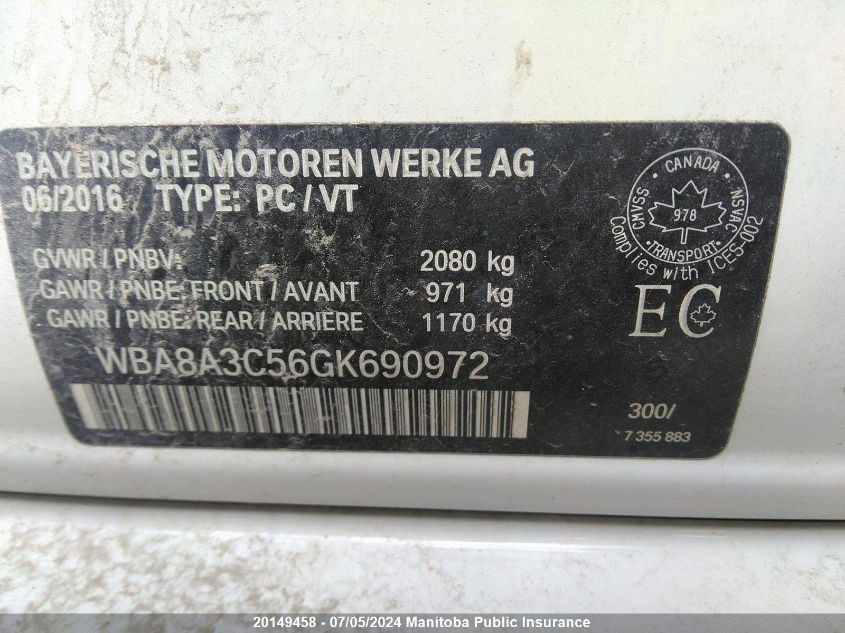 BAYERISCHE MOTOREN WERKE AG
06/2016 TYPE: PC / VT
GVWR / PNBV: 2080 kg
GAWR / PNBE: FRONT / AVANT 971 kg
GAWR / PNBE: REAR / ARRIÈRE 1170 kg
WBA8A3C56GK690972
CMVSS CANADA NSVAC
978
TRANSPORT
Complies with ICES-002
EC
300/
7 355 883
20149458 - 07/05/2024 Manitoba Public Insurance